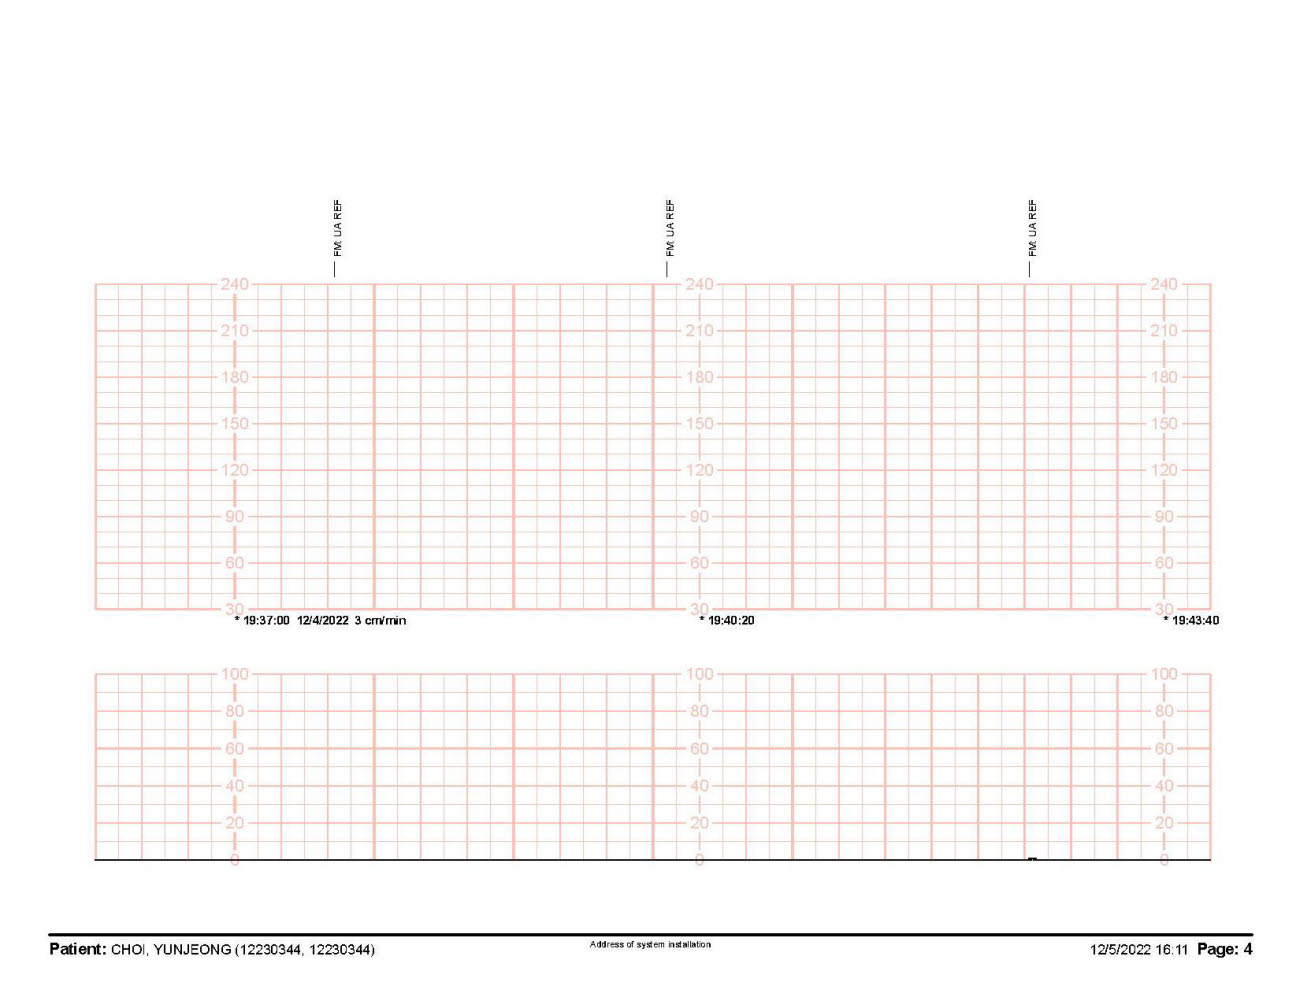 FM: UA REF FM: UA REF FM: UA REF
240 240 240
210 210 210
180 180 180
150 150 150
120 120 120
90 90 90
60 60 60
30 30 30
* 19:37:00 12/4/2022 3 cm/min * 19:40:20 * 19:43:40
100 100 100
80 80 80
60 60 60
40 40 40
20 20 20
0 0 0
Patient: CHOI, YUNJEONG (12230344, 12230344) Address of system installation 12/5/2022 16:11 Page: 4